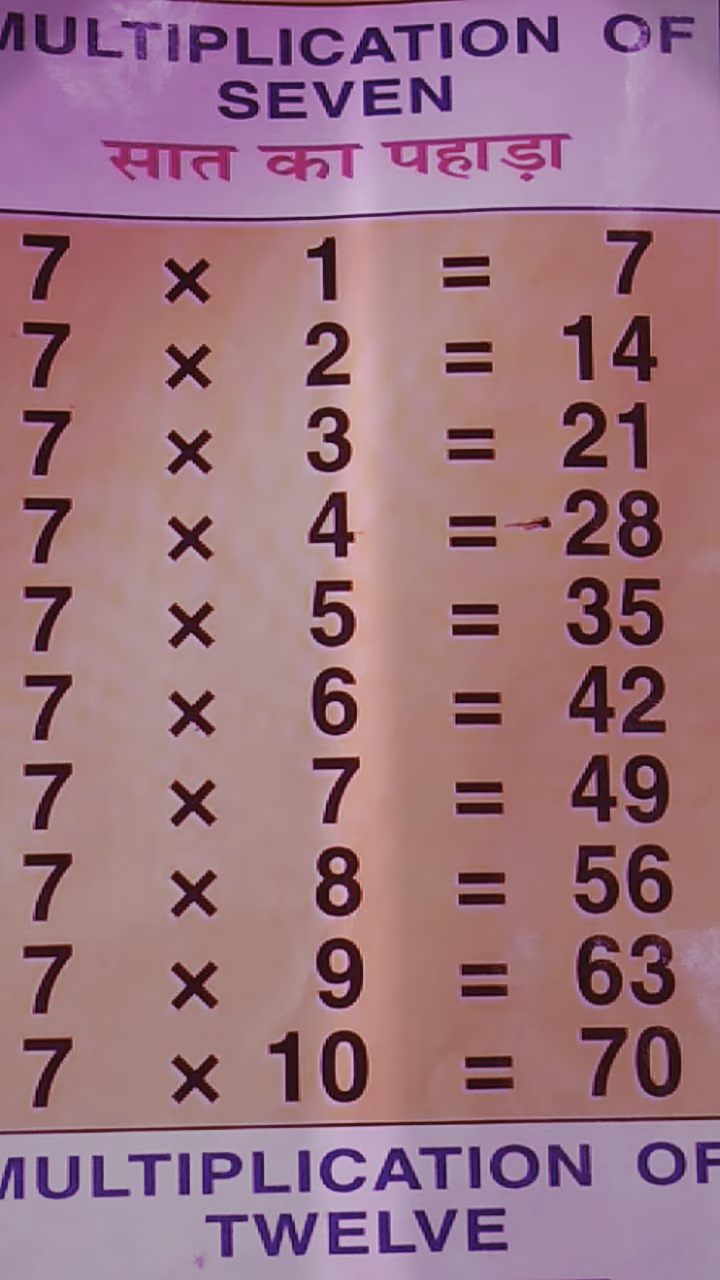 MULTIPLICATION OF
SEVEN
सात का पहाड़ा
7 × 1 = 7
7 × 2 = 14
7 × 3 = 21
7 × 4 = 28
7 × 5 = 35
7 × 6 = 42
7 × 7 = 49
7 × 8 = 56
7 × 9 = 63
7 × 10 = 70
MULTIPLICATION OF
TWELVE